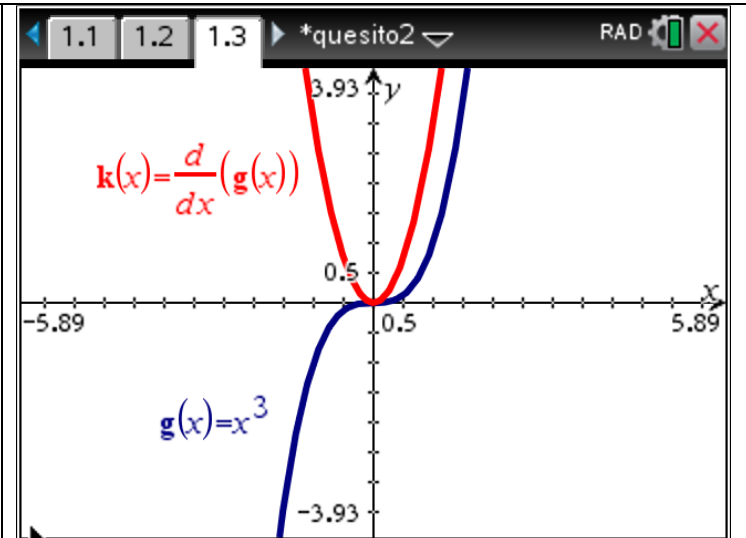 1.1 1.2 1.3 *quesito2 RAD
3.93 y
k(x)=d/dx(g(x))
0.5
x
-5.89 0.5 5.89
g(x)=x³
-3.93